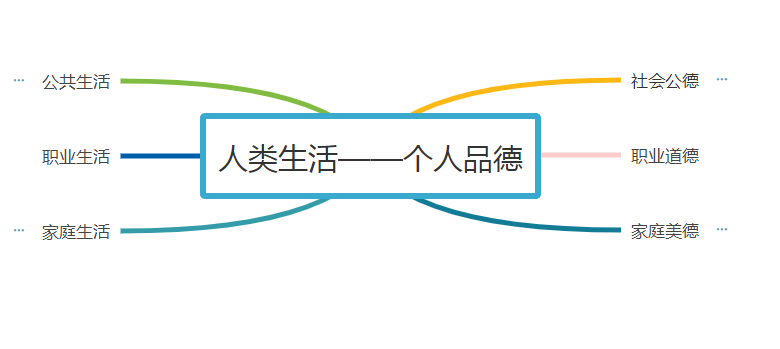 公共生活
社会公德
人类生活——个人品德
职业生活
职业道德
家庭生活
家庭美德